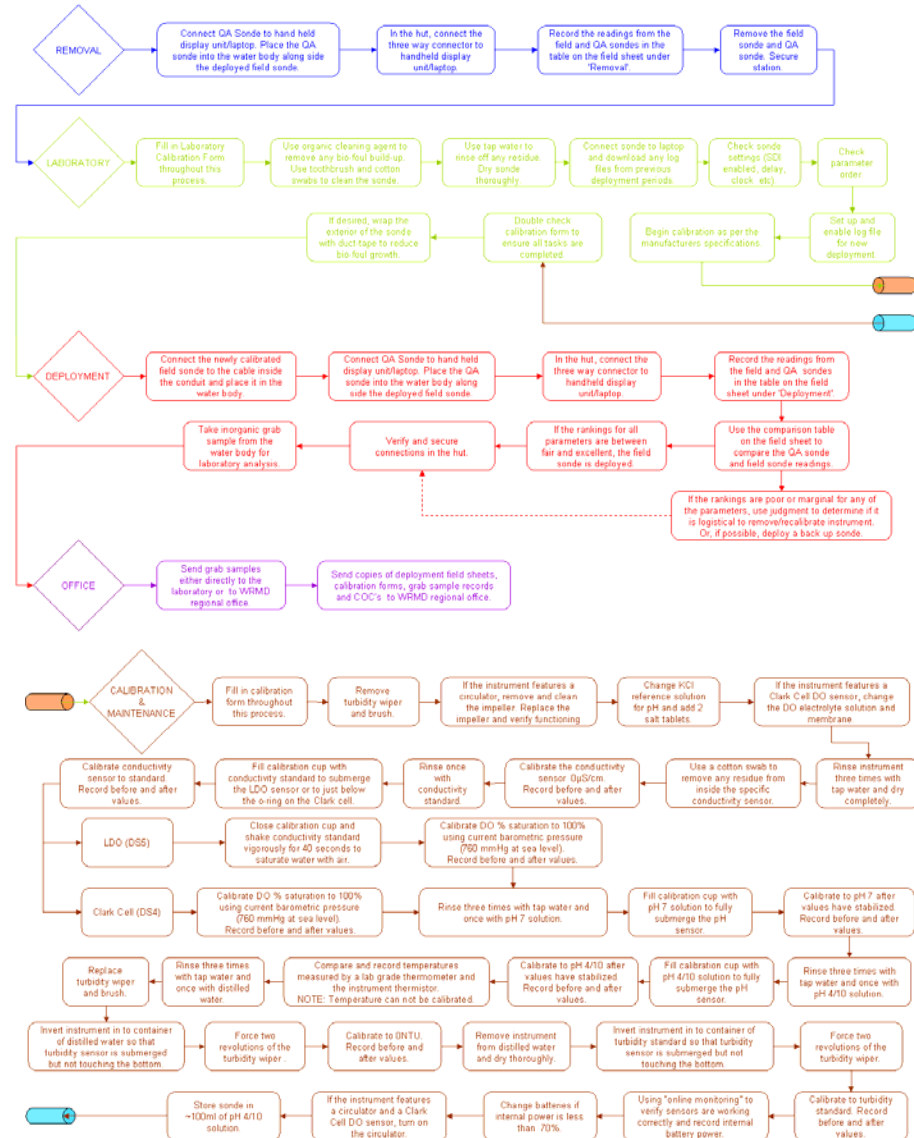 REMOVAL
Connect QA Sonde to hand held
display unit/laptop. Place the QA
sonde into the water body along
side the deployed field sonde.
In the hut, connect the
three way connector to
handheld display
unit/laptop.
Record the readings from the
field and QA sondes in the
table on the field sheet under
'Removal'.
Remove the field
sonde and QA
sonde. Secure
station.
LABORATORY
Fill in Laboratory
Calibration Form
throughout this
process.
Use organic cleaning agent to
remove any bio-foul build-up.
Use toothbrush and cotton
swabs to clean the sonde.
Use tap water to
rinse off any residue.
Dry sonde
thoroughly.
Connect sonde to laptop
and download any log
files from previous
deployment periods.
Check sonde
settings (SDI
enabled, delay,
clock etc)
Check
parameter
order.
Set up and
enable log file
for new
deployment
Begin calibration as per the
manufacturers specifications.
Double check
calibration form to
ensure all tasks are
completed.
If desired, wrap the
exterior of the sonde
with duct-tape to reduce
bio-foul growth.
DEPLOYMENT
Connect the newly calibrated
field sonde to the cable inside
the conduit and place it in the
water body.
Connect QA Sonde to hand held
display unit/laptop. Place the QA
sonde into the water body along
side the deployed field sonde.
In the hut, connect the
three way connector to
handheld display
unit/laptop.
Record the readings from
the field and QA sondes
in the table on the field
sheet under 'Deployment'.
Use the comparison table
on the field sheet to
compare the QA sonde
and field sonde readings.
If the rankings for all
parameters are between
fair and excellent, the field
sonde is deployed.
Verify and secure
connections in the hut.
Take inorganic grab
sample from the
water body for
laboratory analysis.
If the rankings are poor or marginal for any
of the parameters, use judgment to determine if it
is logistical to remove/recalibrate instrument.
Or, if possible, deploy a back up sonde.
OFFICE
Send grab samples
either directly to the
laboratory or to WRMD
regional office
Send copies of deployment field sheets,
calibration forms, grab sample records
and COC's to WRMD regional office.
CALIBRATION
&
MAINTENANCE
Fill in calibration
form throughout
this process.
Remove
turbidity wiper
and brush.
If the instrument features a
circulator, remove and clean
the impeller. Replace the
impeller and verify functioning
Change KCl
reference solution
for pH and add 2
salt tablets.
If the instrument features a
Clark Cell DO sensor, change
the DO electrolyte solution and
membrane
Rinse instrument
three times with
tap water and dry
completely.
Use a cotton swab to
remove any residue from
inside the specific
conductivity sensor.
Calibrate the conductivity
sensor 0µS/cm.
Record before and after
values.
Rinse once
with
conductivity
standard.
Fill calibration cup with
conductivity standard to submerge
the LDO sensor or to just below
the o-ring on the Clark cell.
Calibrate conductivity
sensor to standard.
Record before and after
values.
LDO (DS5)
Close calibration cup and
shake conductivity standard
vigorously for 40 seconds to
saturate water with air.
Calibrate DO % saturation to 100%
using current barometric pressure
(760 mmHg at sea level).
Record before and after values.
Clark Cell (DS4)
Calibrate DO % saturation to 100%
using current barometric pressure
(760 mmHg at sea level).
Record before and after values.
Rinse three times with tap water and
once with pH 7 solution.
Fill calibration cup with
pH 7 solution to fully
submerge the pH
sensor.
Calibrate to pH 7 after
values have stabilized.
Record before and after
values.
Rinse three times with
tap water and once with
pH 4/10 solution.
Fill calibration cup with
pH 4/10 solution to fully
submerge the pH
sensor.
Calibrate to pH 4/10 after
values have stabilized
Record before and after
values.
Compare and record temperatures
measured by a lab grade thermometer and
the instrument thermistor.
NOTE: Temperature can not be calibrated.
Rinse three times
with tap water and
once with distilled
water.
Replace
turbidity wiper
and brush.
Invert instrument in to container
of distilled water so that
turbidity sensor is submerged
but not touching the bottom
Force two
revolutions of the
turbidity wiper .
Calibrate to 0NTU.
Record before and
after values.
Remove instrument
from distilled water
and dry thoroughly.
Invert instrument in to container of
turbidity standard so that turbidity
sensor is submerged but not
touching the bottom.
Force two
revolutions of
the turbidity wiper.
Calibrate to turbidity
standard. Record
before and after
values.
Using "online monitoring" to
verify sensors are working
correctly and record internal
battery power.
Change batteries if
internal power is less
than 70%.
If the instrument features
a circulator and a Clark
Cell DO sensor, turn
on the circulator.
Store sonde in
~100ml of pH 4/10
solution.